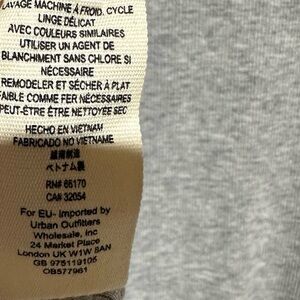 LAVAGE MACHINE À FROID, CYCLE
LINGE DÉLICAT
AVEC COULEURS SIMILAIRES
UTILISER UN AGENT DE
BLANCHIMENT SANS CHLORE SI
NÉCESSAIRE
REMODELER ET SÉCHER À PLAT
FAIBLE COMME FER NÉCESSAIRES
PEUT-ÊTRE ÊTRE NETTOYÉE SEC
HECHO EN VIETNAM
FABRICADO NO VIETNAME
越南制造
ベトナム製
RN# 66170
CA# 32054
For EU- imported by
Urban Outfitters
Wholesale, Inc
24 Market Place
London UK W1W 8AN
GB 975119105
OB577961